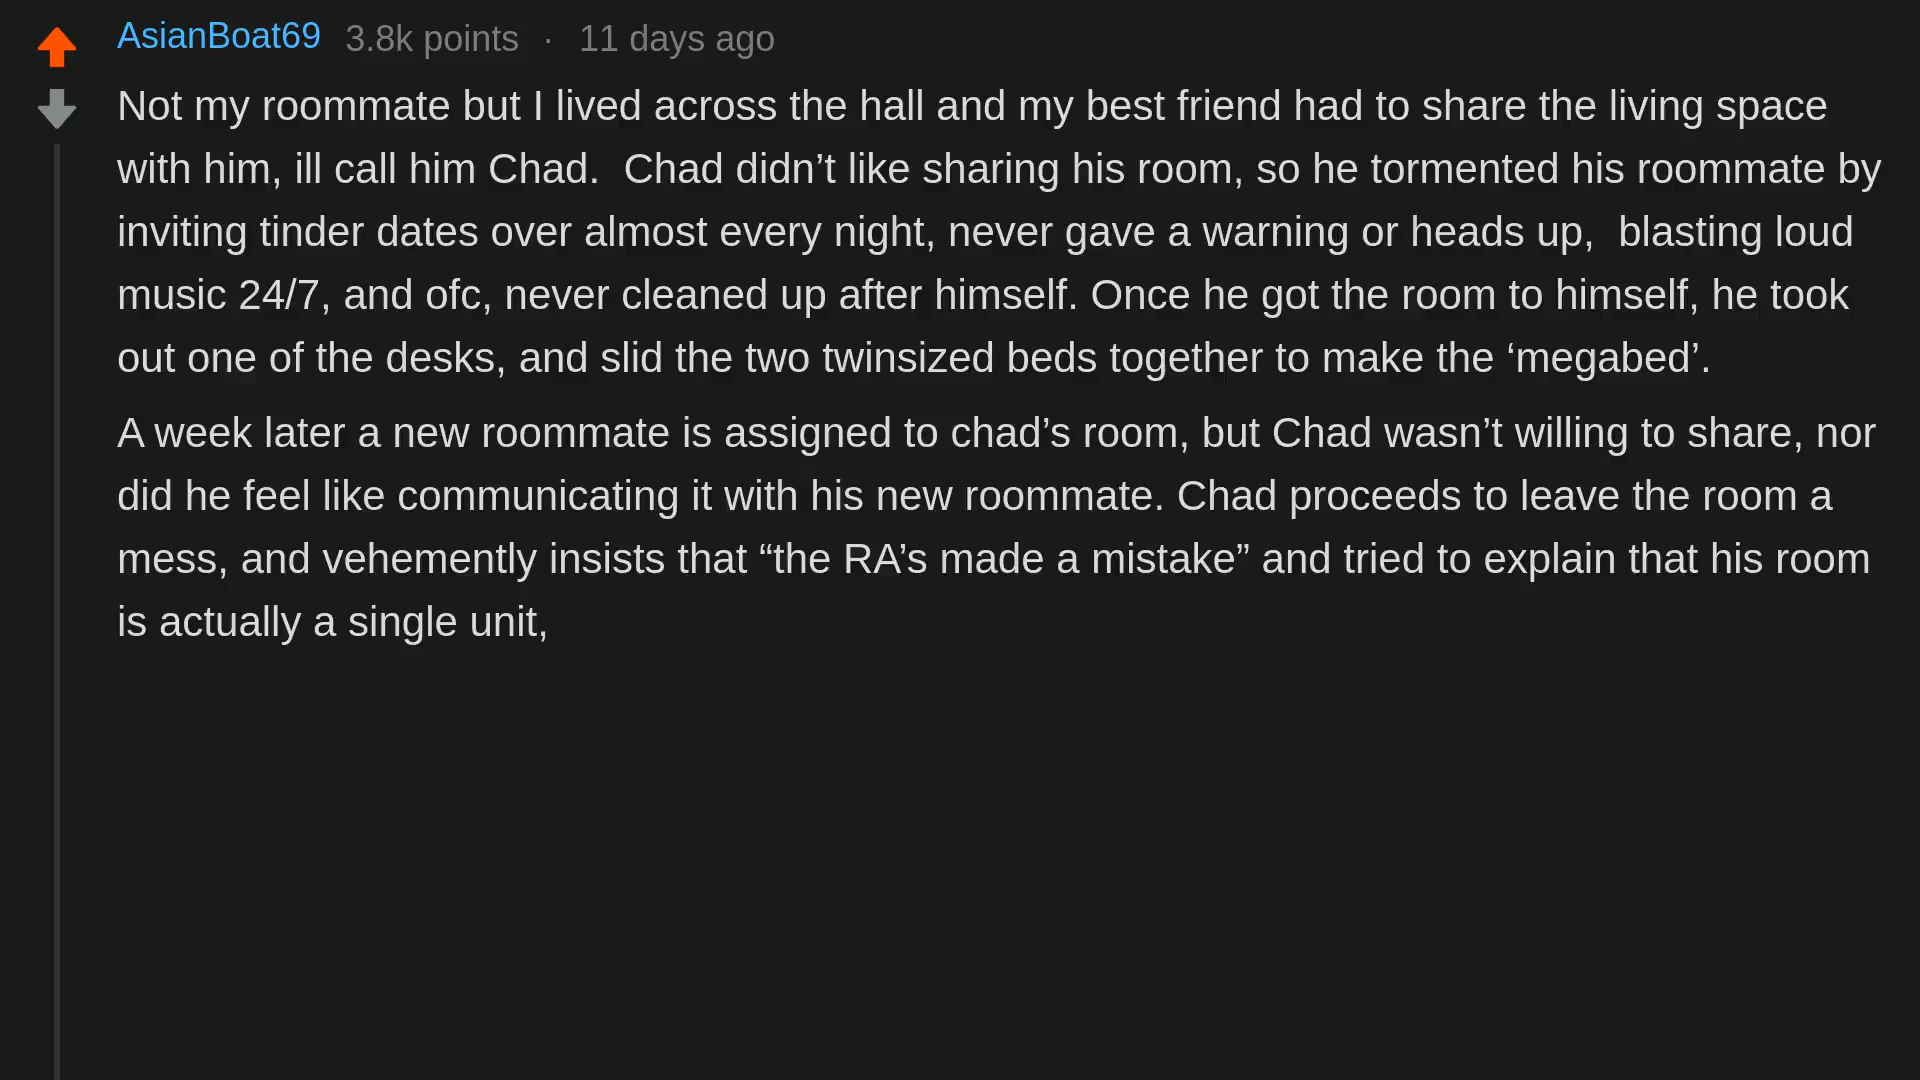 AsianBoat69 3.8k points · 11 days ago
Not my roommate but I lived across the hall and my best friend had to share the living space
with him, ill call him Chad.  Chad didn’t like sharing his room, so he tormented his roommate by
inviting tinder dates over almost every night, never gave a warning or heads up,  blasting loud
music 24/7, and ofc, never cleaned up after himself. Once he got the room to himself, he took
out one of the desks, and slid the two twinsized beds together to make the ‘megabed’.
A week later a new roommate is assigned to chad’s room, but Chad wasn’t willing to share, nor
did he feel like communicating it with his new roommate. Chad proceeds to leave the room a
mess, and vehemently insists that “the RA’s made a mistake” and tried to explain that his room
is actually a single unit,